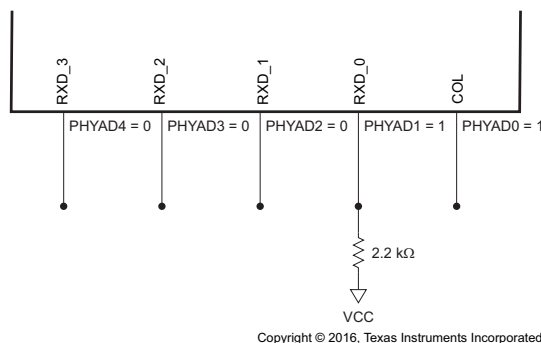 RXD_3
RXD_2
RXD_1
RXD_0
COL
PHYAD4 = 0
PHYAD3 = 0
PHYAD2 = 0
PHYAD1 = 1
PHYAD0 = 1
2.2 kΩ
VCC
Copyright © 2016, Texas Instruments Incorporated